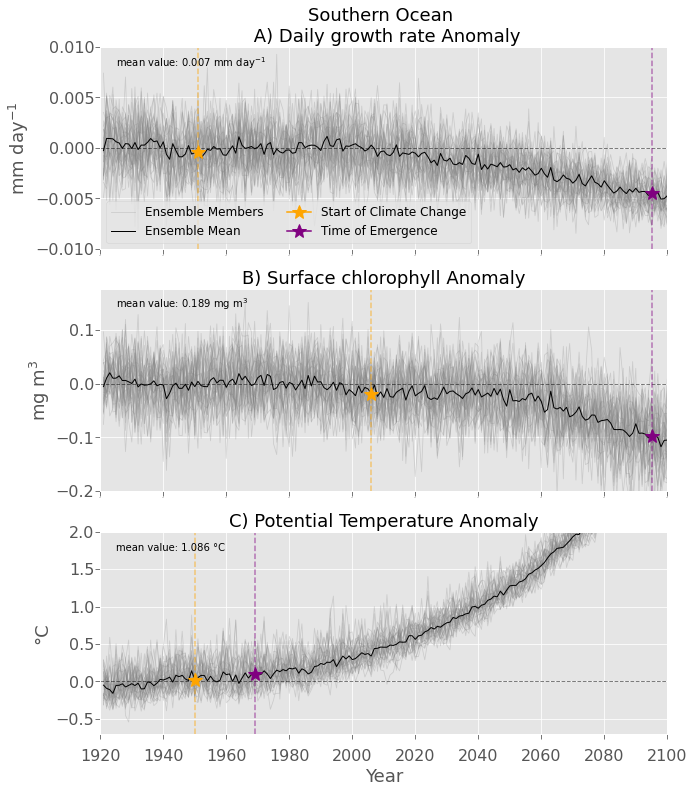 Southern Ocean
A) Daily growth rate Anomaly
0.010
mean value: 0.007 mm day⁻¹
0.005
0.000
mm day⁻¹
−0.005
Ensemble Members
Start of Climate Change
Ensemble Mean
Time of Emergence
−0.010
B) Surface chlorophyll Anomaly
mean value: 0.189 mg m³
0.1
0.0
mg m³
−0.1
−0.2
C) Potential Temperature Anomaly
2.0
mean value: 1.086 °C
1.5
1.0
°C
0.5
0.0
−0.5
1920 1940 1960 1980 2000 2020 2040 2060 2080 2100
Year